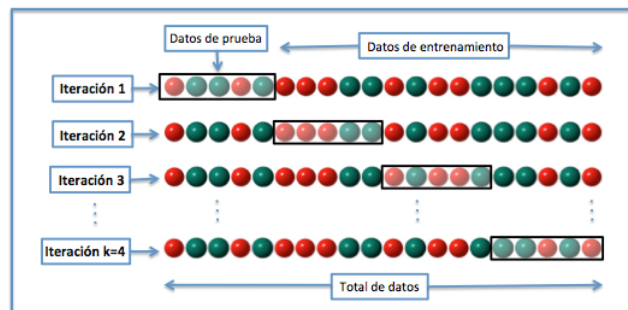 Datos de prueba
Datos de entrenamiento
Iteración 1
Iteración 2
Iteración 3
Iteración k=4
Total de datos